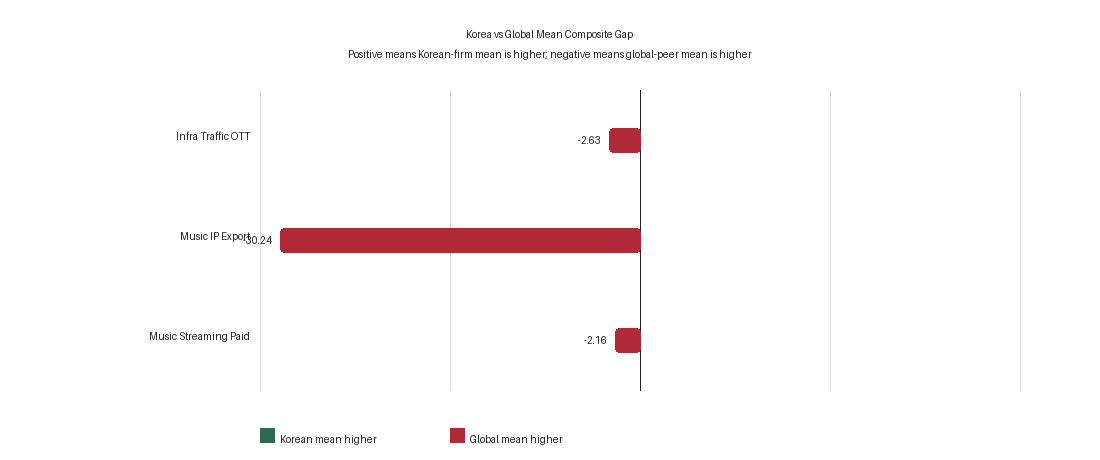 Korea vs Global Mean Composite Gap
Positive means Korean-firm mean is higher; negative means global-peer mean is higher
Infra Traffic OTT
-2.63
Music IP Export
-30.24
Music Streaming Paid
-2.16
Korean mean higher
Global mean higher